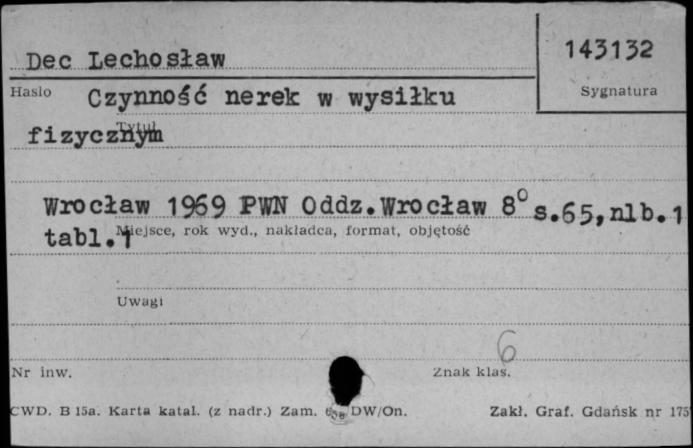 Dec Lechosław
143132
Hasło
Sygnatura
Czynność nerek w wysiłku
fizycznym
Tytuł
Wrocław 1969 PWN Oddz.Wrocław 8° s.65,nlb.1
tabl.1
Miejsce, rok wyd., nakładca, format, objętość
Uwagi
6
Nr inw.
Znak klas.
CWD. B 15a. Karta katal. (z nadr.) Zam. DW/On.
Zakł. Graf. Gdańsk nr 175